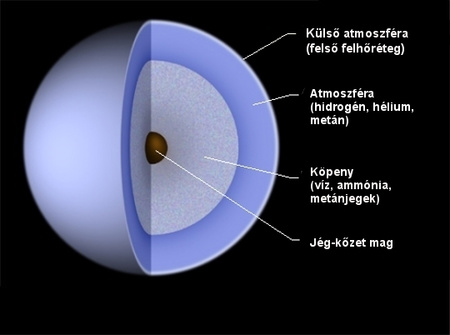 Külső atmoszféra
(felső felhőréteg)
Atmoszféra
(hidrogén, hélium,
metán)
Köpeny
(víz, ammónia,
metánjegek)
Jég-kőzet mag